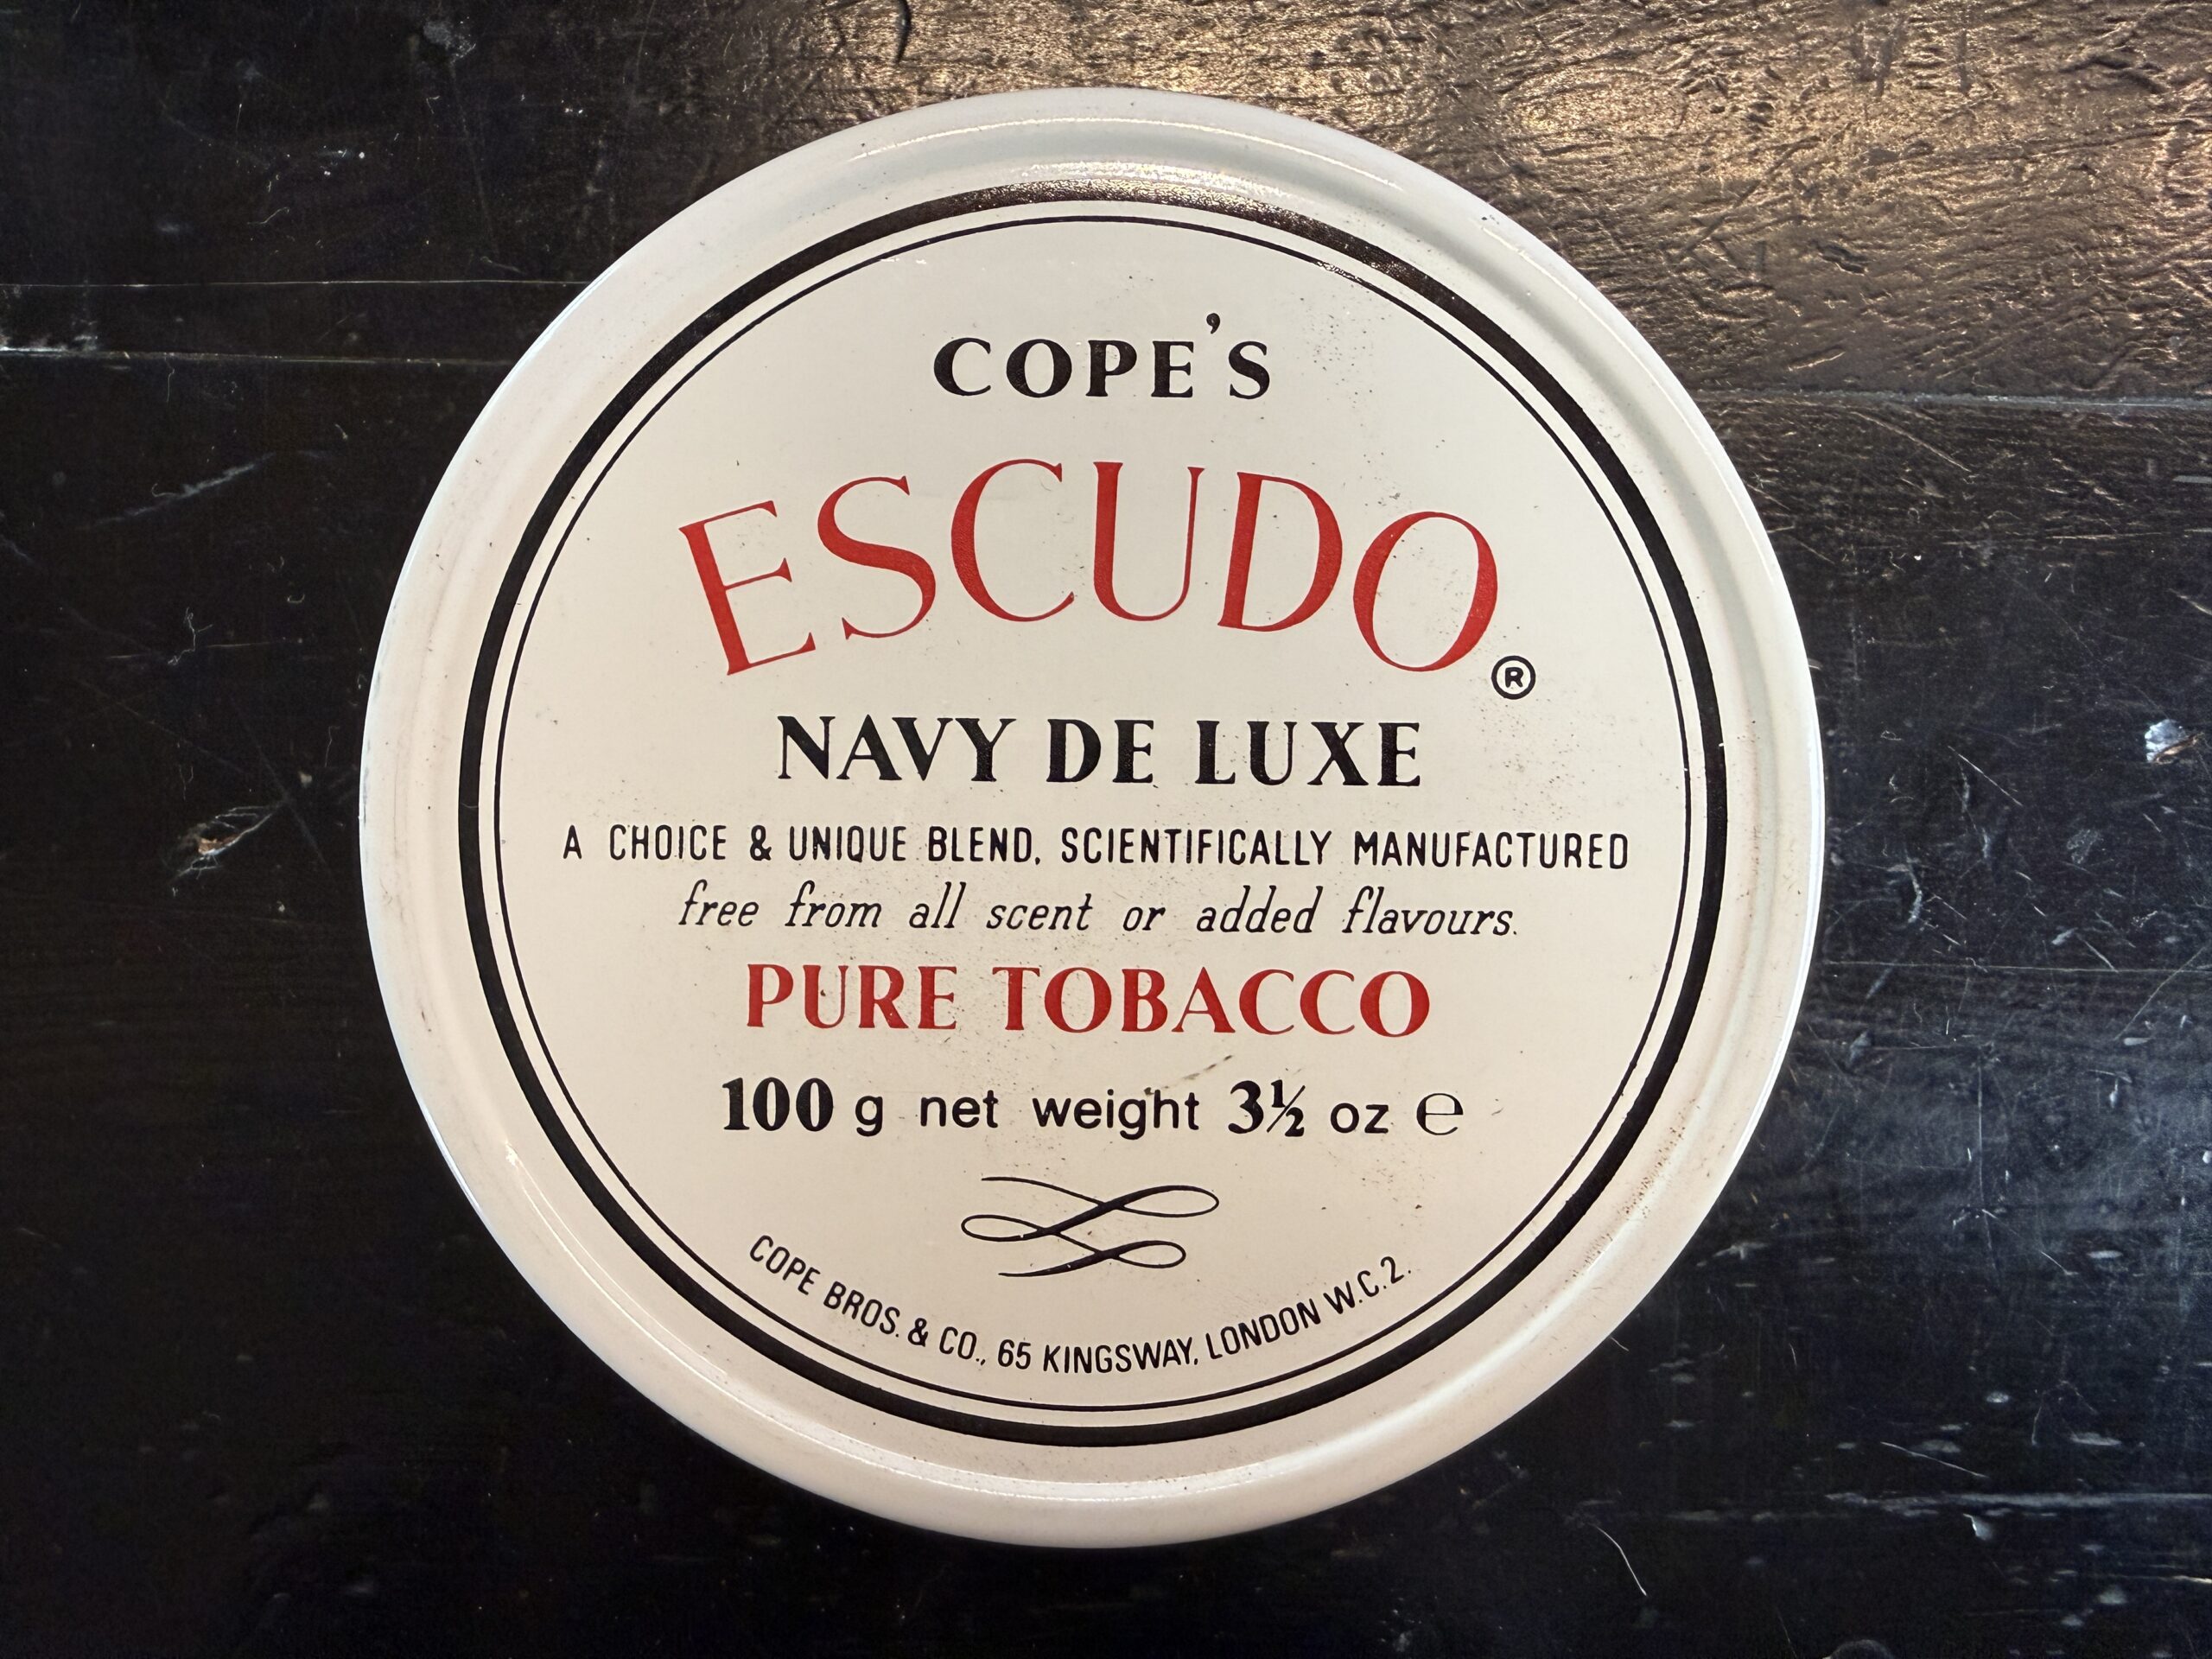 COPE'S
ESCUDO®
NAVY DE LUXE
A CHOICE & UNIQUE BLEND, SCIENTIFICALLY MANUFACTURED
free from all scent or added flavours.
PURE TOBACCO
100 g net weight 3½ oz ℮
COPE BROS. & CO., 65 KINGSWAY, LONDON W.C.2.